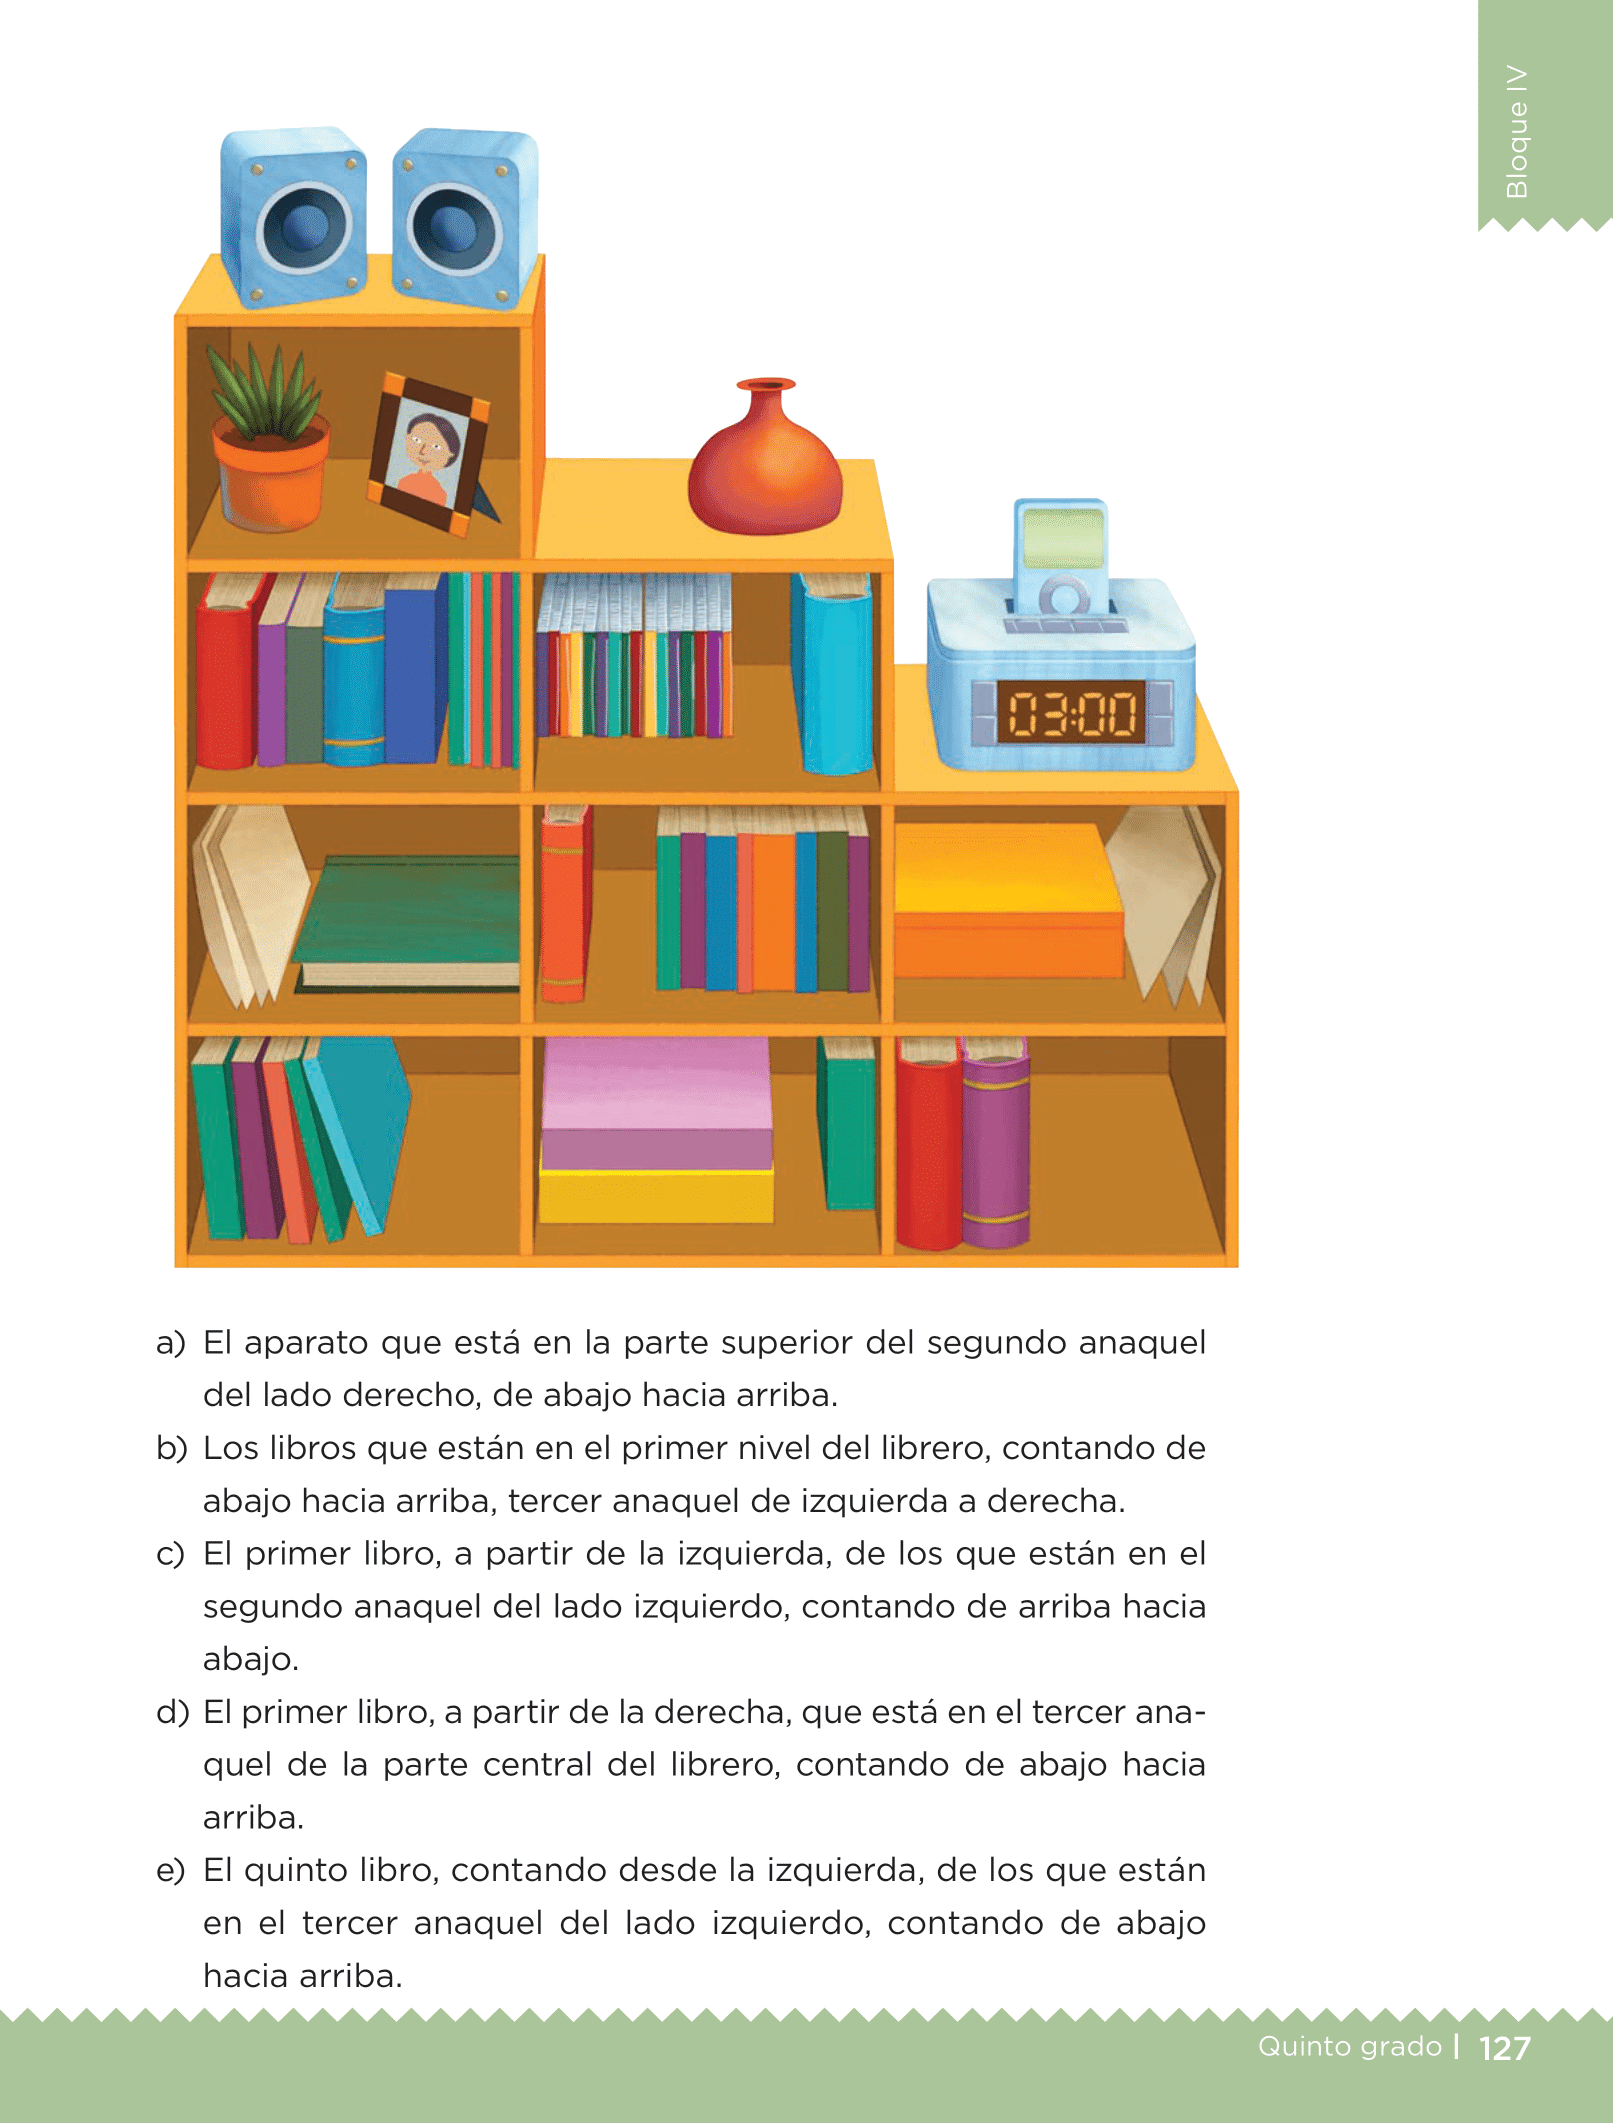 Bloque IV
03:00
a) El aparato que está en la parte superior del segundo anaquel
del lado derecho, de abajo hacia arriba.
b) Los libros que están en el primer nivel del librero, contando de
abajo hacia arriba, tercer anaquel de izquierda a derecha.
c) El primer libro, a partir de la izquierda, de los que están en el
segundo anaquel del lado izquierdo, contando de arriba hacia
abajo.
d) El primer libro, a partir de la derecha, que está en el tercer ana-
quel de la parte central del librero, contando de abajo hacia
arriba.
e) El quinto libro, contando desde la izquierda, de los que están
en el tercer anaquel del lado izquierdo, contando de abajo
hacia arriba.
Quinto grado | 127